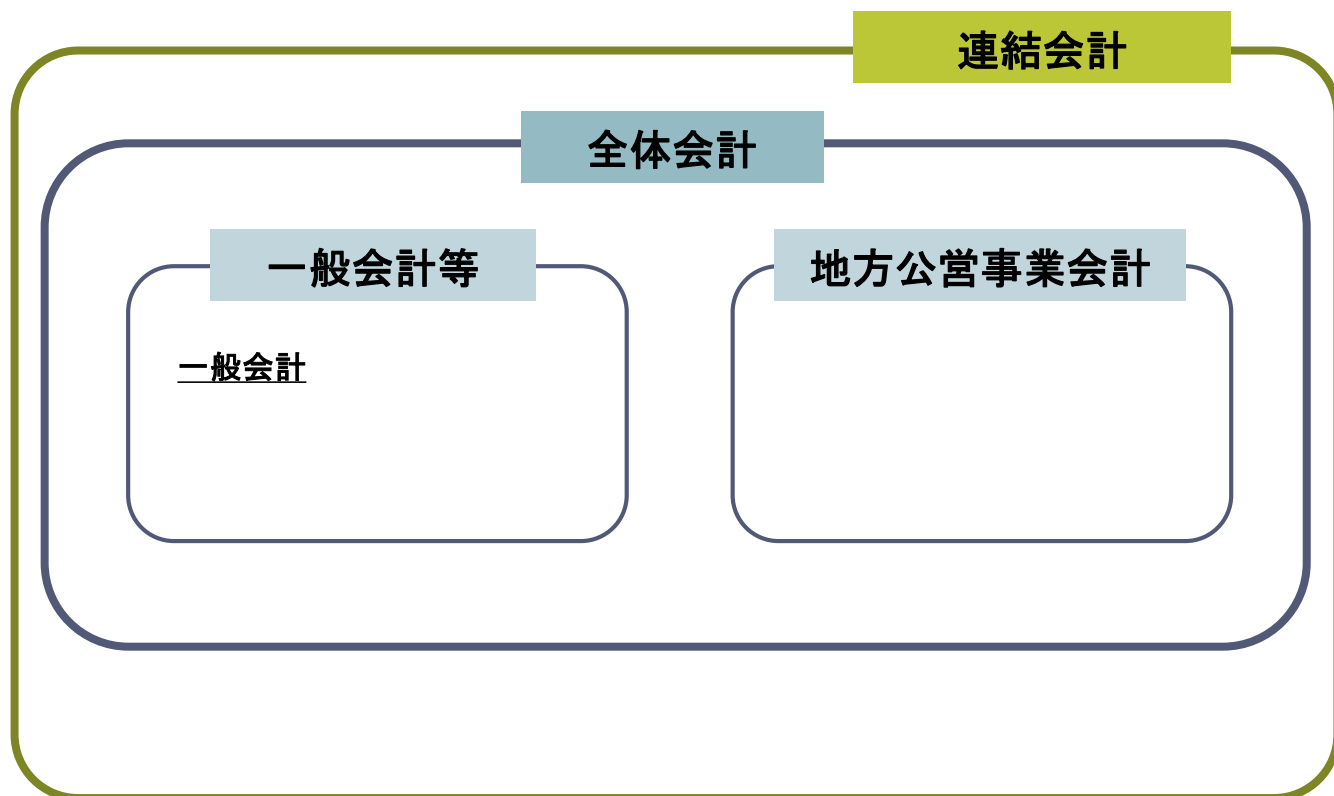 連結会計
全体会計
一般会計等
地方公営事業会計
一般会計